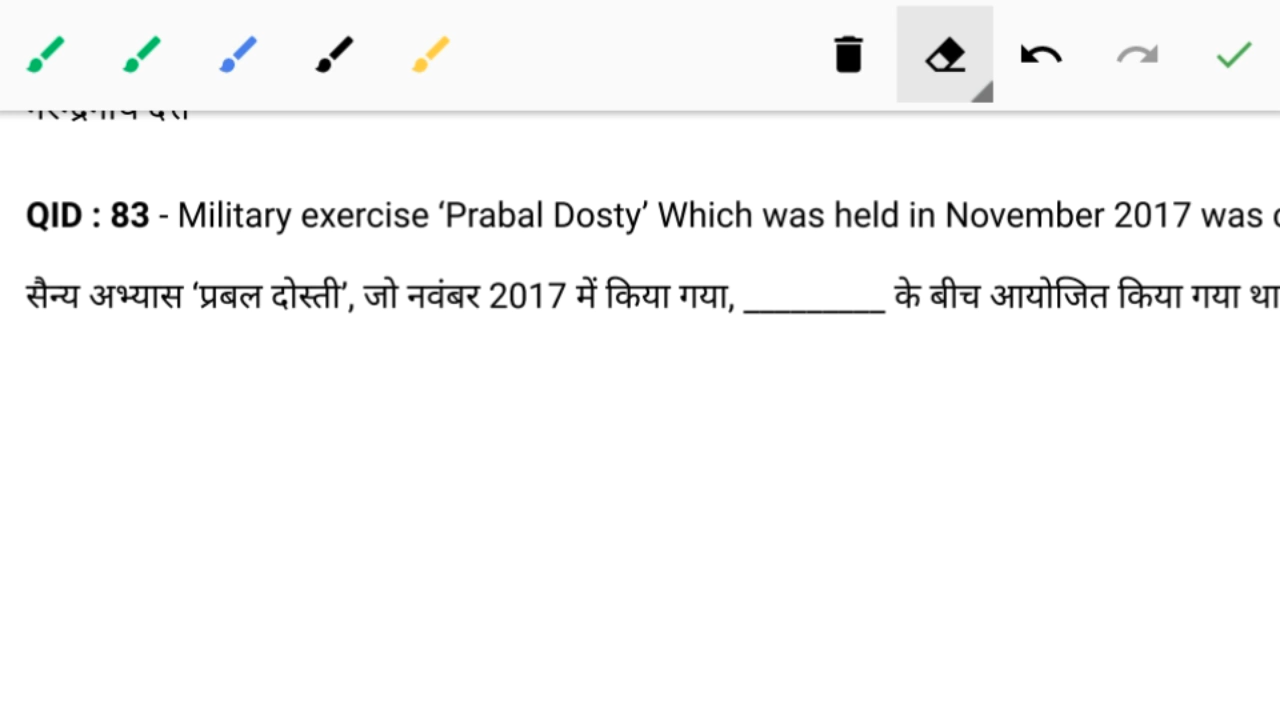 QID : 83 - Military exercise ‘Prabal Dosty’ Which was held in November 2017 was
सैन्य अभ्यास ‘प्रबल दोस्ती’, जो नवंबर 2017 में किया गया, _________ के बीच आयोजित किया गया था